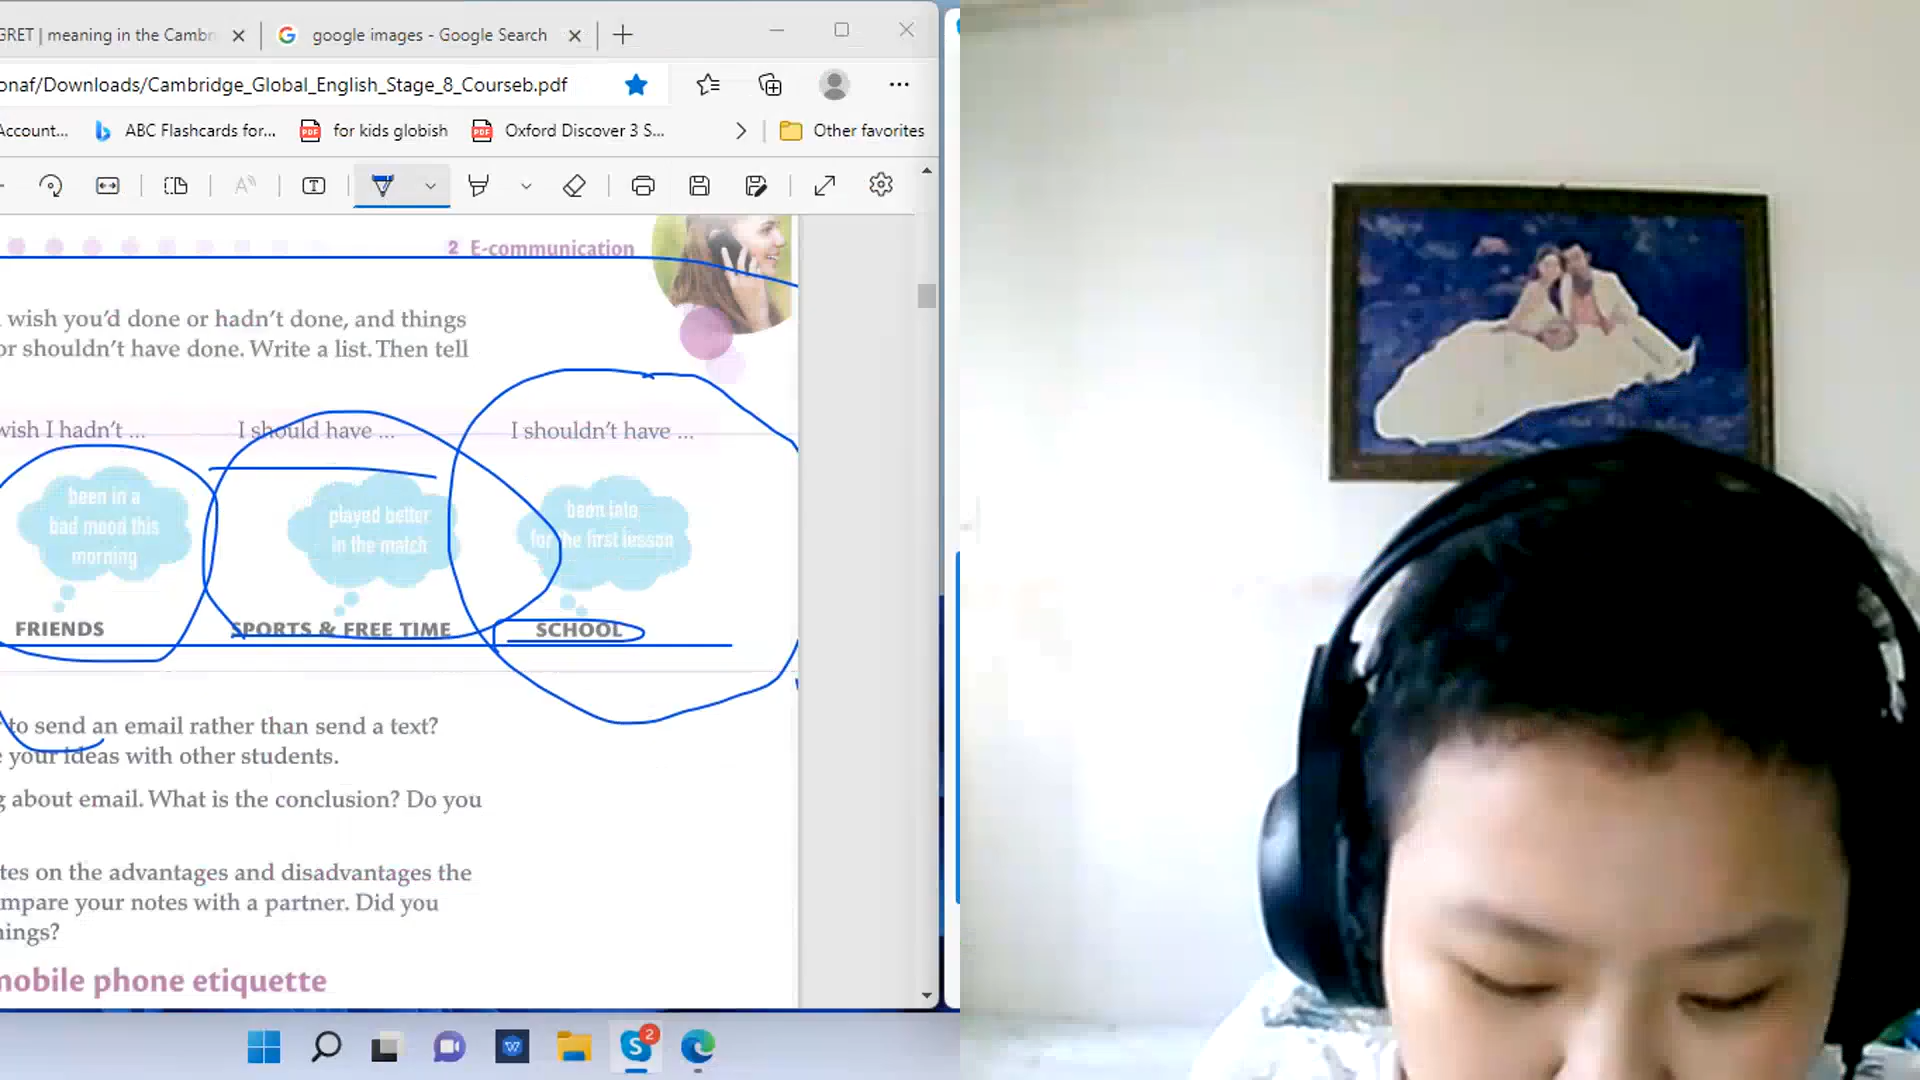 GRET | meaning in the Cambr
google images - Google Search
onaf/Downloads/Cambridge_Global_English_Stage_8_Courseb.pdf
Account...
ABC Flashcards for...
for kids globish
Oxford Discover 3 S...
Other favorites
2 E-communication
wish you'd done or hadn't done, and things
or shouldn't have done. Write a list. Then tell
wish I hadn't ...
I should have ...
I shouldn't have ...
been in a
bad mood this
morning
played better
in the match
been late
for the first lesson
FRIENDS
SPORTS & FREE TIME
SCHOOL
to send an email rather than send a text?
e your ideas with other students.
g about email. What is the conclusion? Do you
tes on the advantages and disadvantages the
mpare your notes with a partner. Did you
nings?
mobile phone etiquette
2